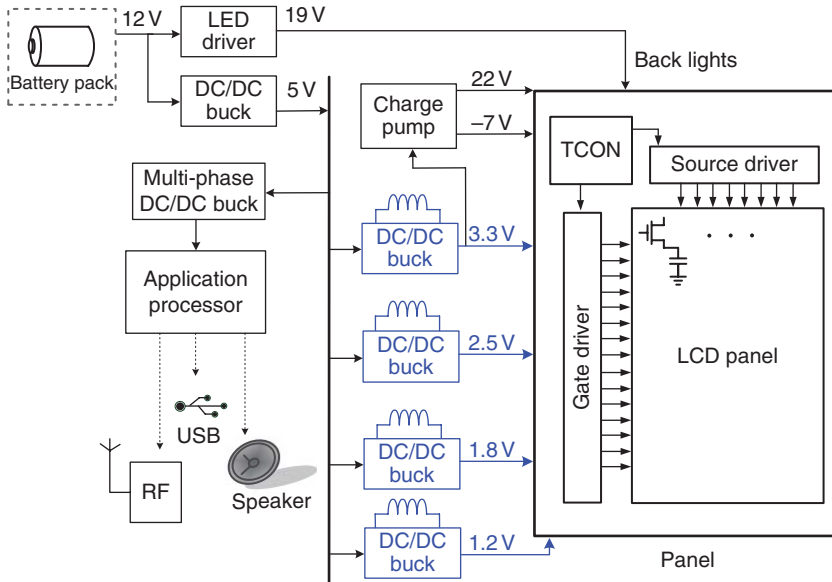 12 V
LED
driver
19 V
Battery pack
Back lights
DC/DC
buck
5 V
Charge
pump
22 V
–7 V
TCON
Source driver
Multi-phase
DC/DC buck
DC/DC
buck
3.3 V
Application
processor
DC/DC
buck
2.5 V
Gate driver
LCD panel
USB
RF
Speaker
DC/DC
buck
1.8 V
DC/DC
buck
1.2 V
Panel